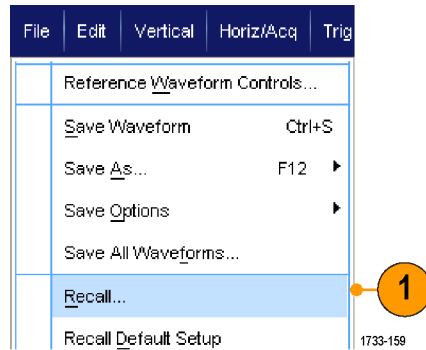 File Edit Vertical Horiz/Acq Trig
Reference Waveform Controls...
Save Waveform Ctrl+S
Save As... F12
Save Options
Save All Waveforms...
Recall... 1
Recall Default Setup 1733-159